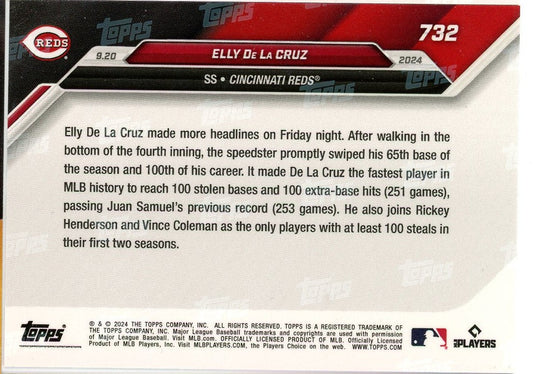 Topps
732
REDS
ELLY DE LA CRUZ
9.20
2024
SS • CINCINNATI REDS®
Elly De La Cruz made more headlines on Friday night. After walking in the
bottom of the fourth inning, the speedster promptly swiped his 65th base of
the season and 100th of his career. It made De La Cruz the fastest player in
MLB history to reach 100 stolen bases and 100 extra-base hits (251 games),
passing Juan Samuel's previous record (253 games). He also joins Rickey
Henderson and Vince Coleman as the only players with at least 100 steals in
their first two seasons.
Topps
® & © 2024 THE TOPPS COMPANY, INC. ALL RIGHTS RESERVED. TOPPS IS A REGISTERED TRADEMARK OF
THE TOPPS COMPANY, INC. Major League Baseball trademarks and copyrights are used with permission
of Major League Baseball. Visit MLB.com. OFFICIALLY LICENSED PRODUCT OF MLB. Officially Licensed
Product of MLB Players, Inc. Visit MLBPLAYERS.COM, the Players Choice on the web. WWW.TOPPS.COM
MLB PLAYERS